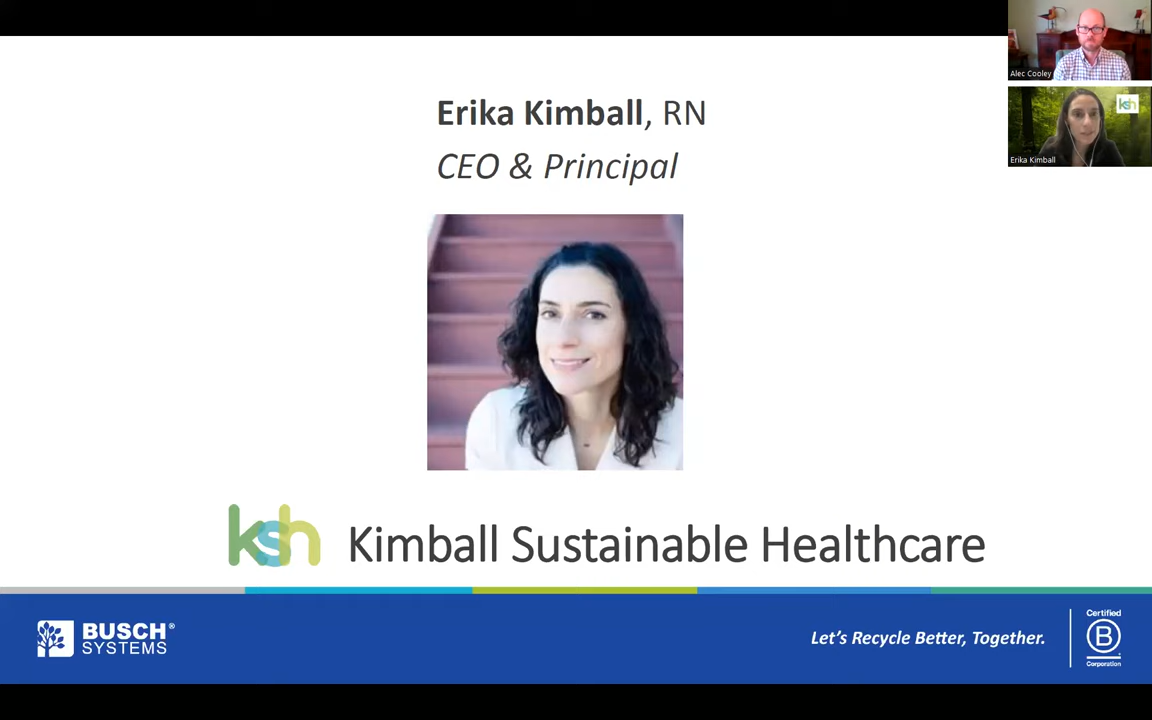 Erika Kimball, RN
CEO & Principal
ksh Kimball Sustainable Healthcare
BUSCH®
SYSTEMS
Let's Recycle Better, Together.
Certified
B
Corporation
Alec Cooley
ksh
Erika Kimball